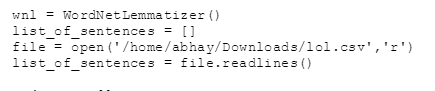 wnl = WordNetLemmatizer()
list_of_sentences = []
file = open('/home/abhay/Downloads/lol.csv','r')
list_of_sentences = file.readlines()